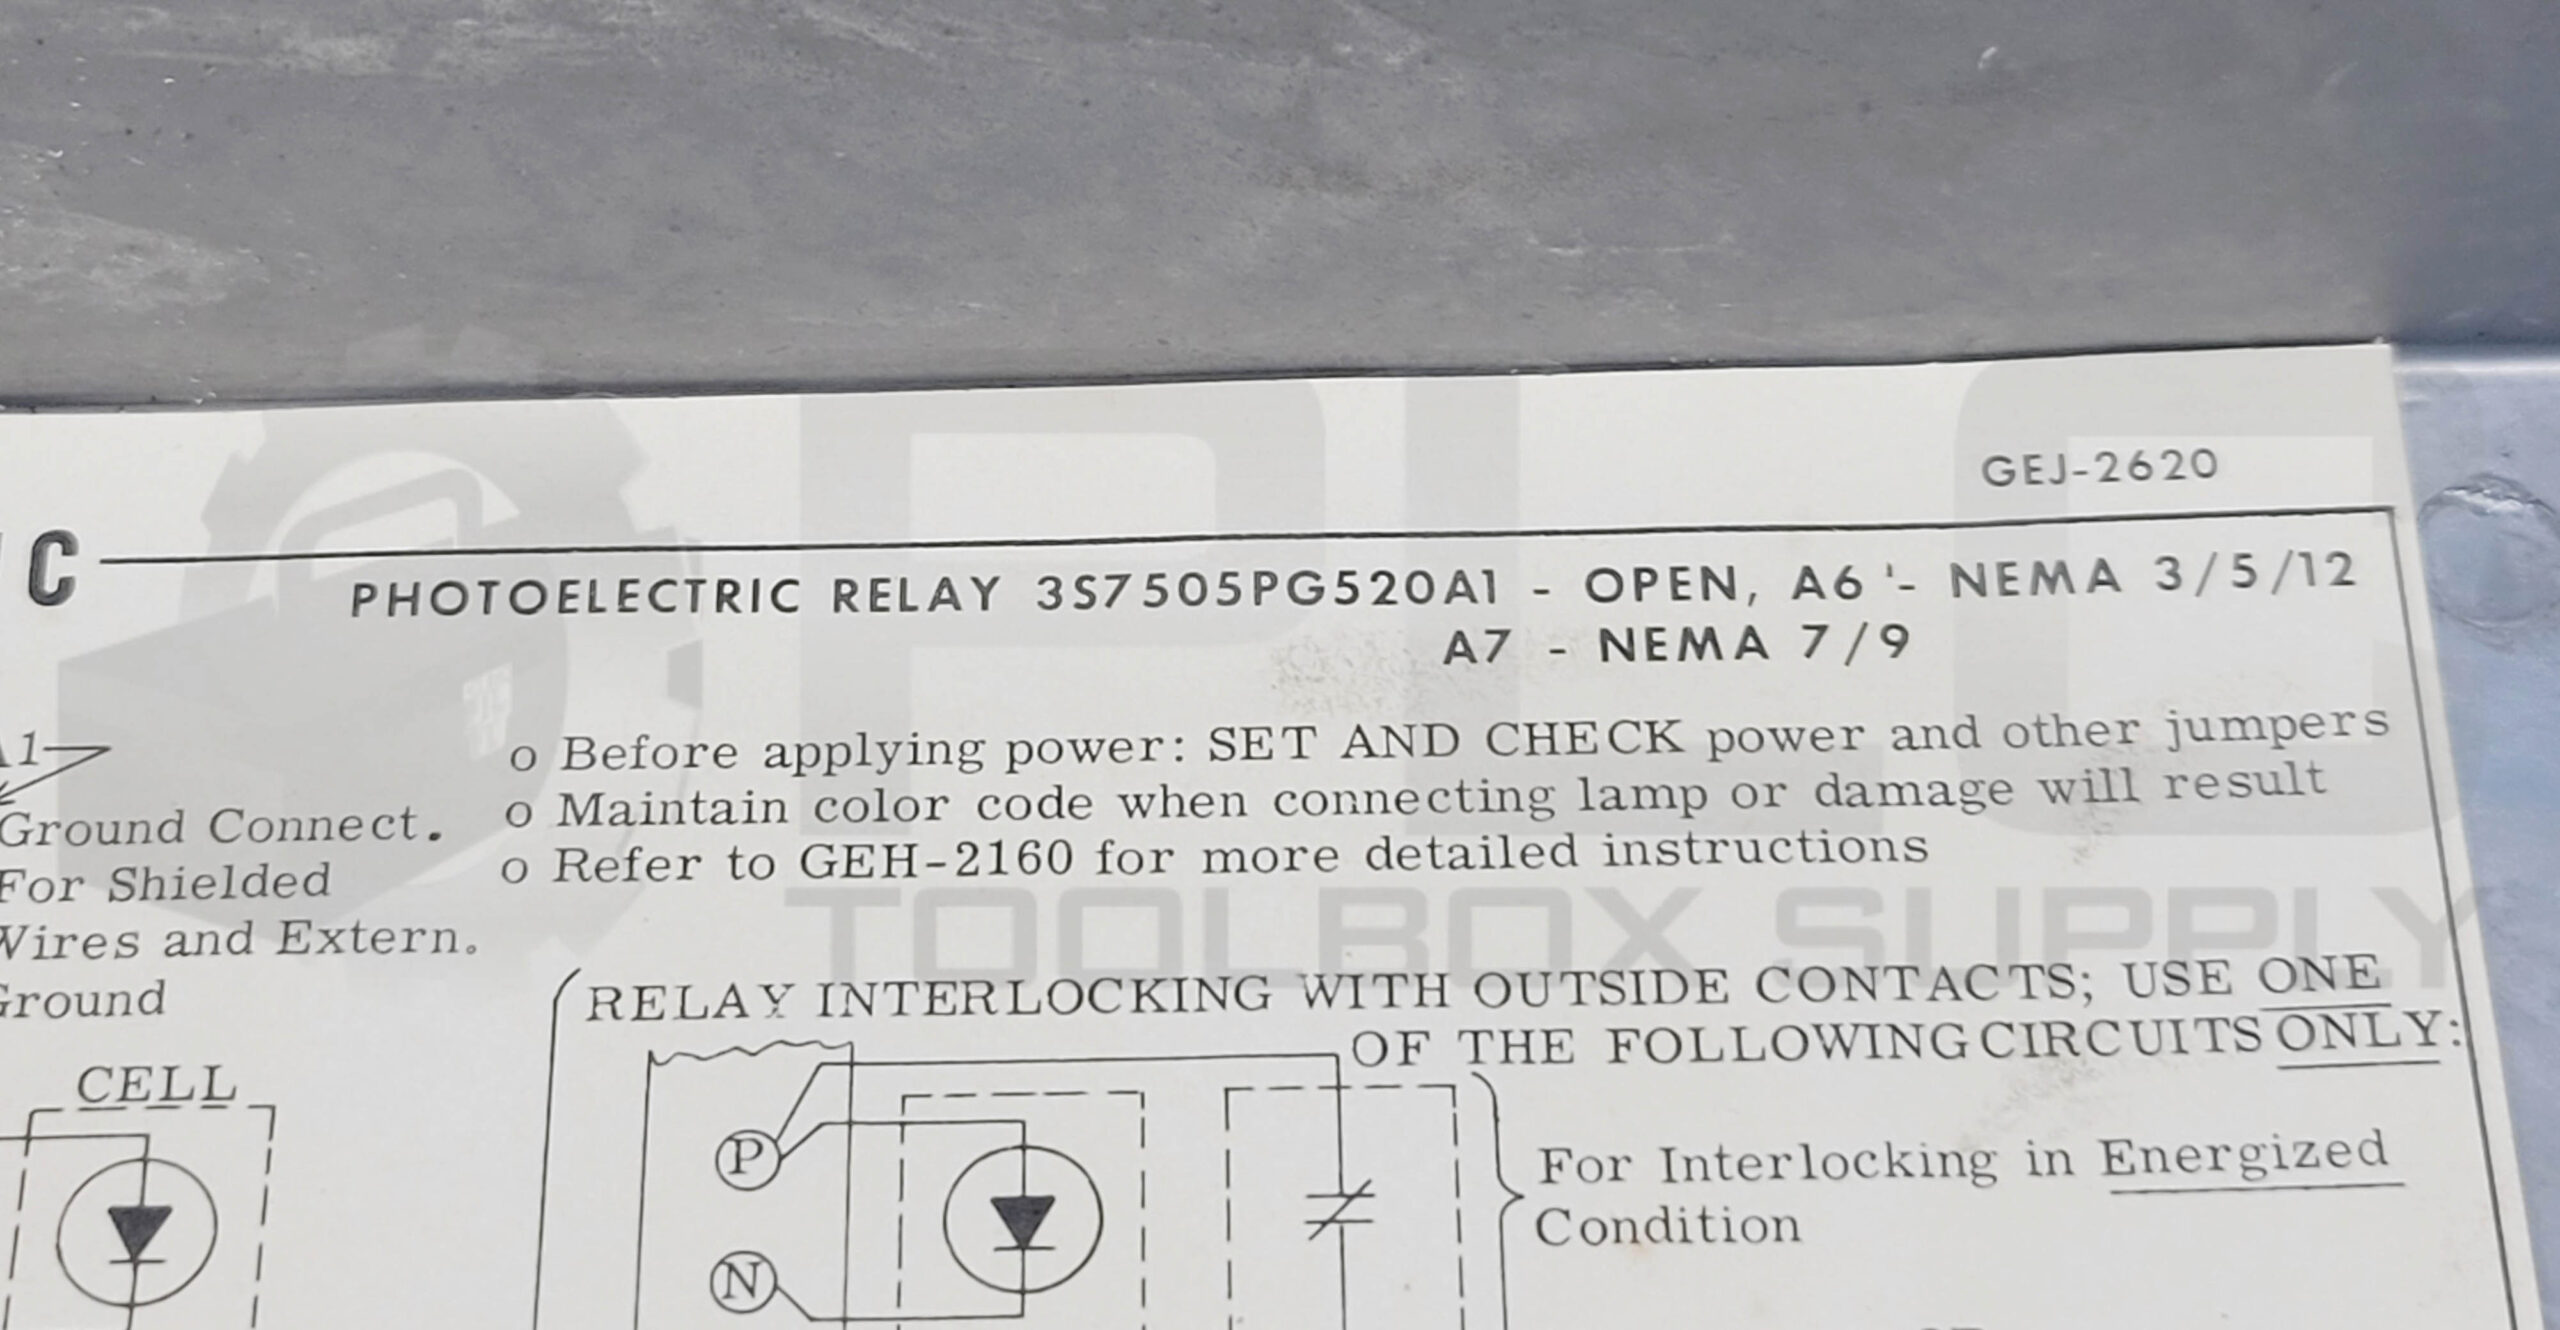 GEJ-2620
C
PHOTOELECTRIC RELAY 3S7505PG520A1 - OPEN, A6 '- NEMA 3/5/12
A7 - NEMA 7/9
1
o Before applying power: SET AND CHECK power and other jumpers
o Maintain color code when connecting lamp or damage will result
o Refer to GEH-2160 for more detailed instructions
Ground Connect.
For Shielded
Wires and Extern.
Ground
PLC
TOOLBOX SUPPLY
RELAY INTERLOCKING WITH OUTSIDE CONTACTS; USE ONE
OF THE FOLLOWING CIRCUITS ONLY:
CELL
P
N
For Interlocking in Energized
Condition